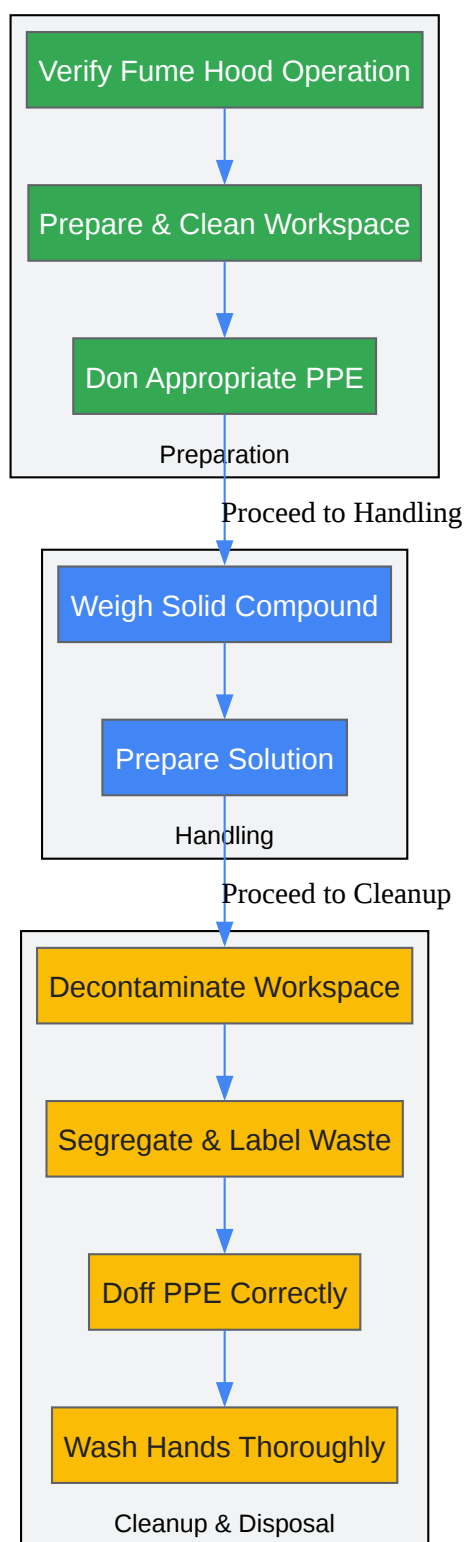 Verify Fume Hood Operation
Prepare & Clean Workspace
Don Appropriate PPE
Preparation
Proceed to Handling
Weigh Solid Compound
Prepare Solution
Handling
Proceed to Cleanup
Decontaminate Workspace
Segregate & Label Waste
Doff PPE Correctly
Wash Hands Thoroughly
Cleanup & Disposal